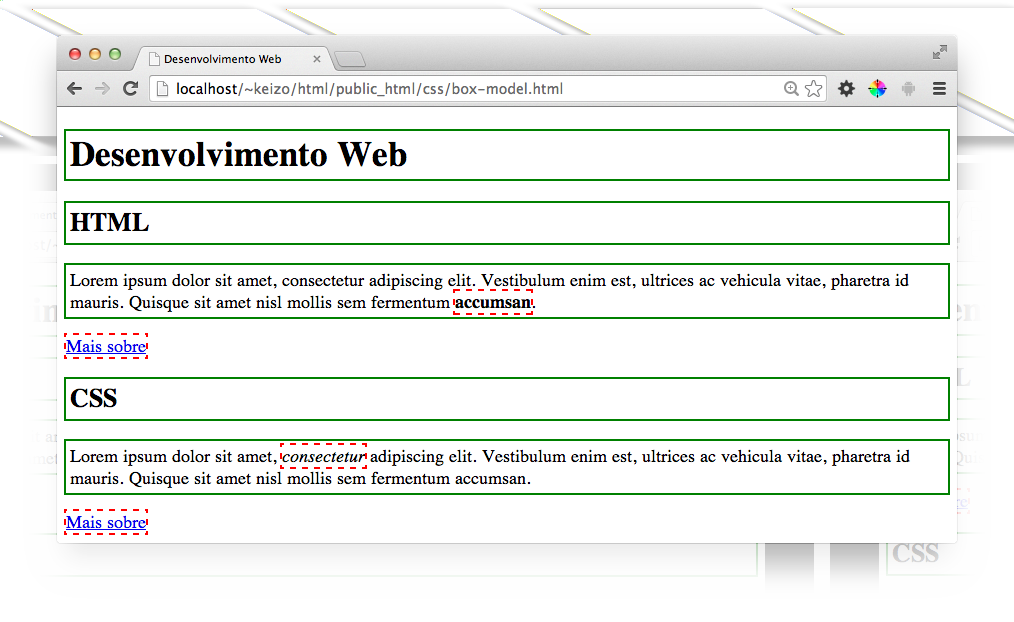 Desenvolvimento Web
localhost/~keizo/html/public_html/css/box-model.html
Desenvolvimento Web
HTML
Lorem ipsum dolor sit amet, consectetur adipiscing elit. Vestibulum enim est, ultrices ac vehicula vitae, pharetra id
mauris. Quisque sit amet nisl mollis sem fermentum accumsan.
Mais sobre
CSS
Lorem ipsum dolor sit amet, consectetur adipiscing elit. Vestibulum enim est, ultrices ac vehicula vitae, pharetra id
mauris. Quisque sit amet nisl mollis sem fermentum accumsan.
Mais sobre
CSS